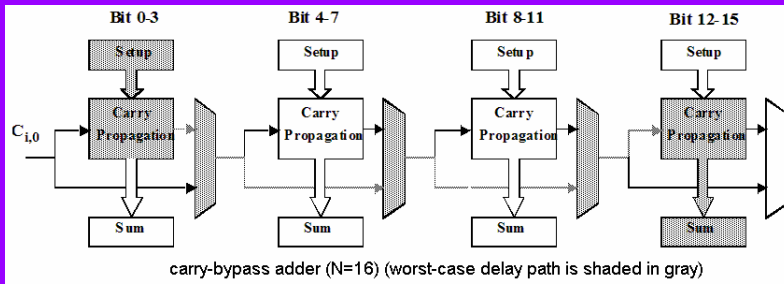 Bit 0-3 Bit 4-7 Bit 8-11 Bit 12-15
Setup Setup Setup Setup
Carry Propagation Carry Propagation Carry Propagation Carry Propagation
C i,0
Sum Sum Sum Sum
carry-bypass adder (N=16) (worst-case delay path is shaded in gray)